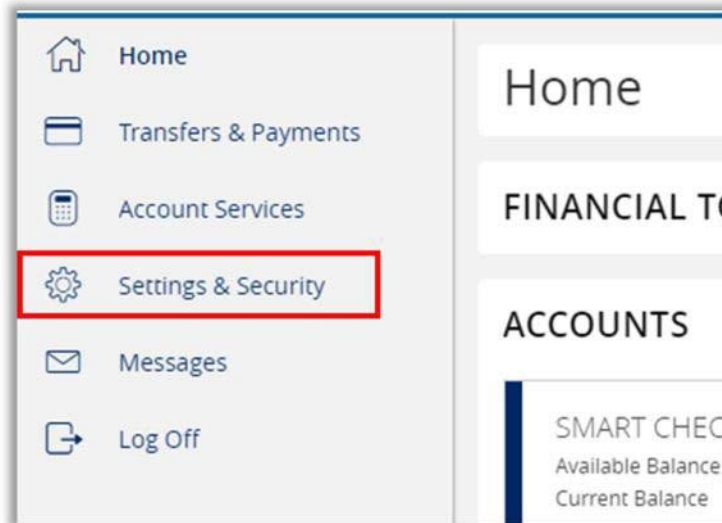 Home
Transfers & Payments
Account Services
Settings & Security
Messages
Log Off
Home
FINANCIAL
ACCOUNTS
SMART
Available Balance
Current Balance